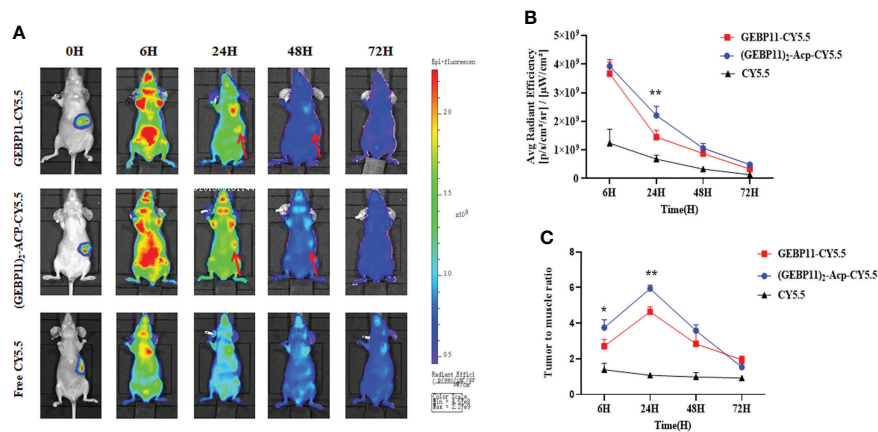 A
0H 6H 24H 48H 72H
GEBP11-CY5.5
(GEBP11)₂-ACP-CY5.5
Free CY5.5
Epi-fluorescen
2.0
1.5
x10⁹
1.0
0.5
Radiant Efficie
Color Scale
B
Avg Radiant Efficiency
[p/s/cm²/sr] / [µW/cm²]
5×10⁹
4×10⁹
3×10⁹
2×10⁹
1×10⁹
0
**
6H 24H 48H 72H
Time(H)
GEBP11-CY5.5
(GEBP11)₂-Acp-CY5.5
CY5.5
C
Tumor to muscle ratio
8
6
4
2
0
*
**
6H 24H 48H 72H
Time(H)
GEBP11-CY5.5
(GEBP11)₂-Acp-CY5.5
CY5.5